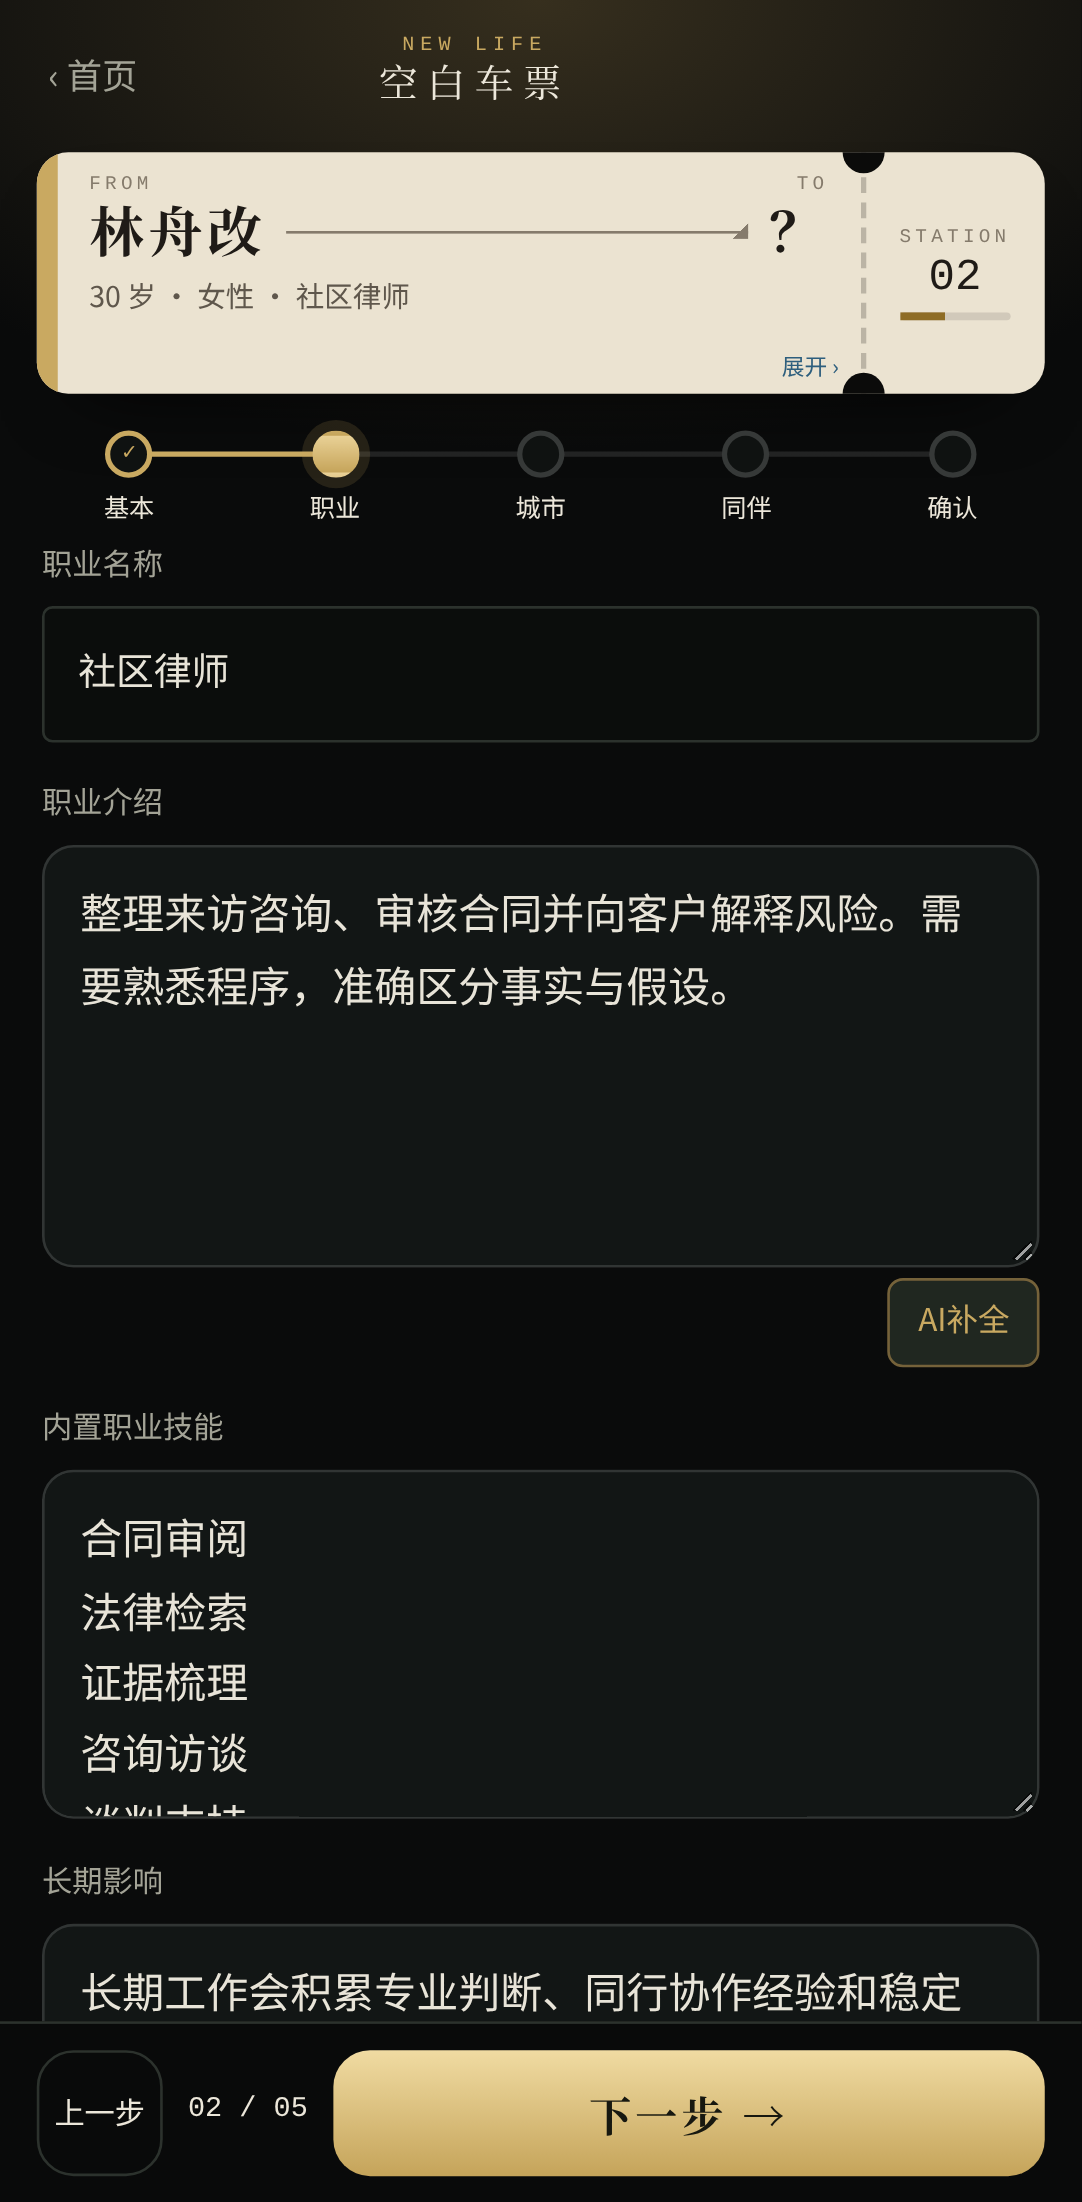 NEW LIFE
‹ 首页
空白车票
FROM
TO
林舟改
?
30 岁 · 女性 · 社区律师
STATION
02
展开 ›
✓
基本
职业
城市
同伴
确认
职业名称
社区律师
职业介绍
整理来访咨询、审核合同并向客户解释风险。需
要熟悉程序，准确区分事实与假设。
AI补全
内置职业技能
合同审阅
法律检索
证据梳理
咨询访谈
长期影响
长期工作会积累专业判断、同行协作经验和稳定
上一步
02 / 05
下一步 →